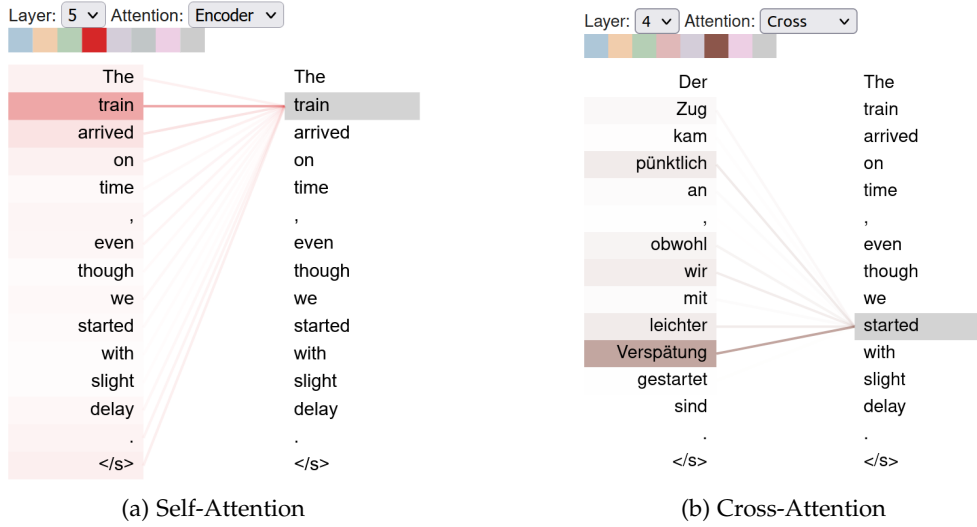 Layer: 5 Attention: Encoder
The The
train train
arrived arrived
on on
time time
, ,
even even
though though
we we
started started
with with
slight slight
delay delay
. .
</s> </s>
(a) Self-Attention
Layer: 4 Attention: Cross
Der The
Zug train
kam arrived
pünktlich on
an time
, ,
obwohl even
wir though
mit we
leichter started
Verspätung with
gestartet slight
sind delay
. .
</s> </s>
(b) Cross-Attention